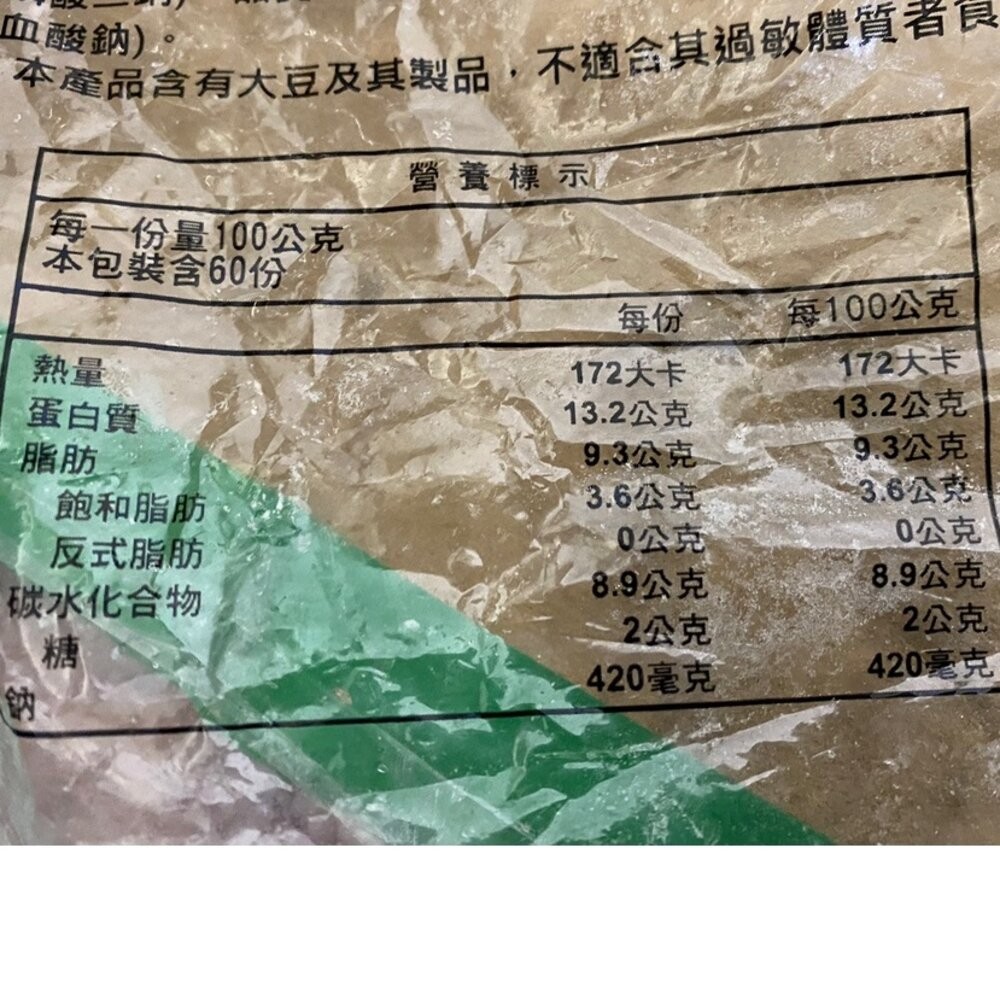 血酸鈉)。
本產品含有大豆及其製品,不適合其過敏體質者食
營養標示
每一份量100公克
本包裝含60份
每份 每100公克
熱量 172大卡 172大卡
蛋白質 13.2公克 13.2公克
脂肪 9.3公克 9.3公克
飽和脂肪 3.6公克 3.6公克
反式脂肪 0公克 0公克
碳水化合物 8.9公克 8.9公克
糖 2公克 2公克
鈉 420毫克 420毫克